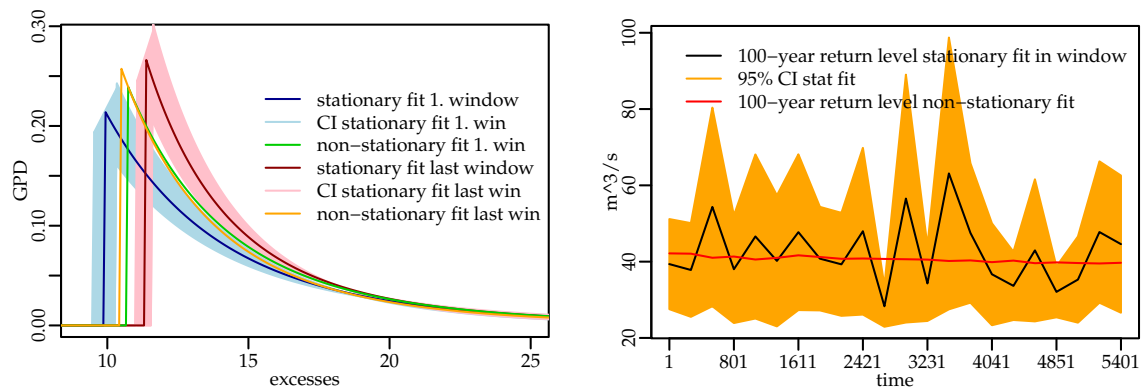 0.30
0.20
0.10
0.00
GPD
stationary fit 1. window
CI stationary fit 1. win
non−stationary fit 1. win
stationary fit last window
CI stationary fit last win
non−stationary fit last win
10 15 20 25
excesses
100
80
60
40
20
m^3/ s
100−year return level stationary fit in window
95% CI stat fit
100−year return level non−stationary fit
1 801 1611 2421 3231 4041 4851 5401
time